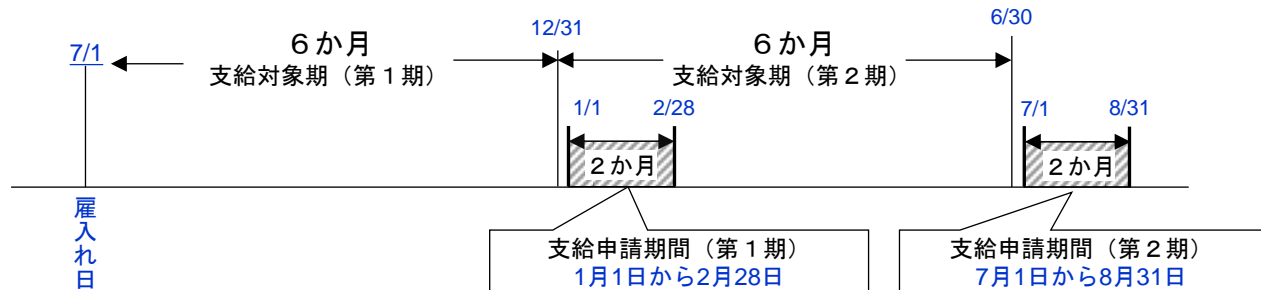 7/1
６か月
支給対象期（第１期）
12/31
６か月
支給対象期（第２期）
6/30
1/1
2/28
２か月
7/1
8/31
２か月
雇入れ日
支給申請期間（第１期）
1月1日から2月28日
支給申請期間（第２期）
7月1日から8月31日